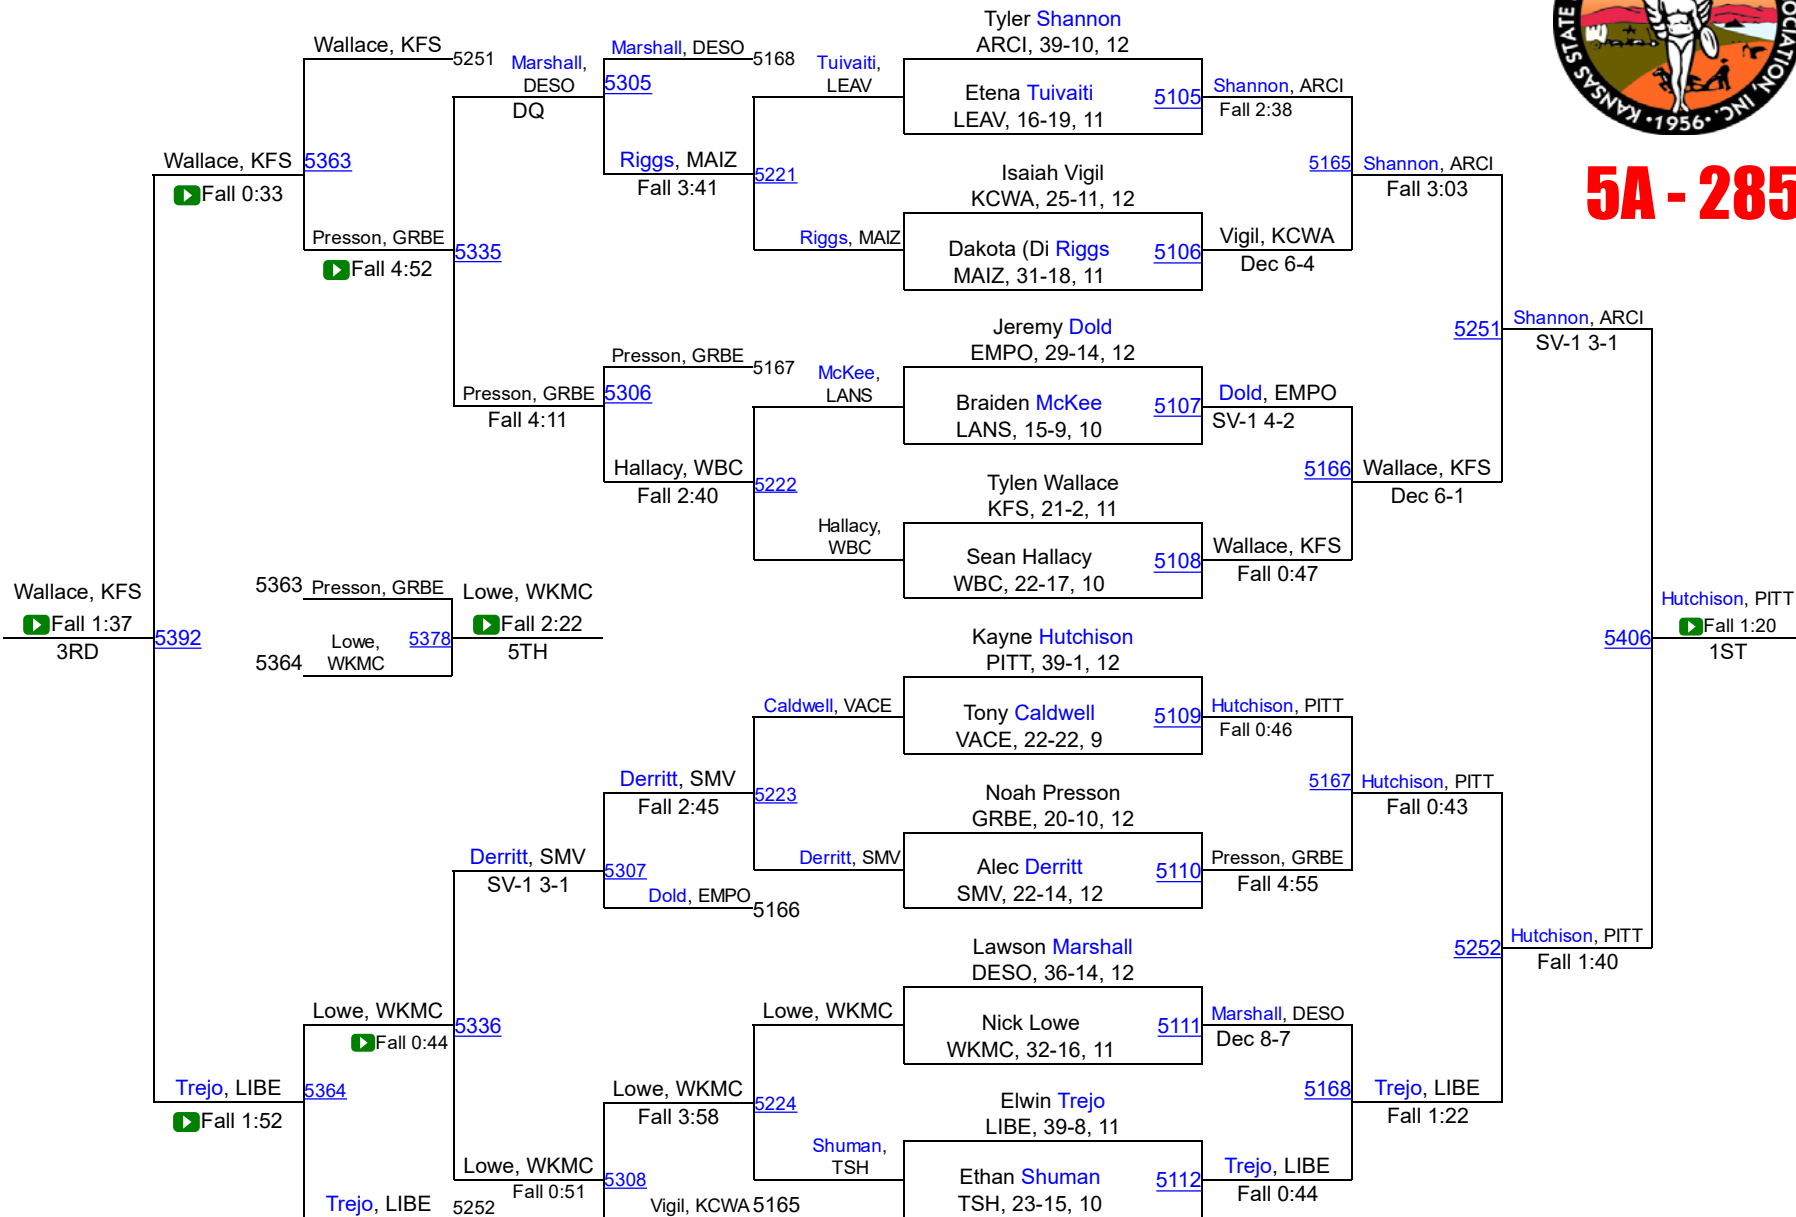 Tyler Shannon
ARCI, 39-10, 12
Etena Tuivaiti
LEAV, 16-19, 11
5105
Isaiah Vigil
KCWA, 25-11, 12
Dakota (Di Riggs
MAIZ, 31-18, 11
5106
Jeremy Dold
EMPO, 29-14, 12
Braiden McKee
LANS, 15-9, 10
5107
Tylen Wallace
KFS, 21-2, 11
Sean Hallacy
WBC, 22-17, 10
5108
Kayne Hutchison
PITT, 39-1, 12
Tony Caldwell
VACE, 22-22, 9
5109
Noah Presson
GRBE, 20-10, 12
Alec Derritt
SMV, 22-14, 12
5110
Lawson Marshall
DESO, 36-14, 12
Nick Lowe
WKMC, 32-16, 11
5111
Elwin Trejo
LIBE, 39-8, 11
Ethan Shuman
TSH, 23-15, 10
5112
Shannon, ARCI
Fall 2:38
5165
Vigil, KCWA
Dec 6-4
Dold, EMPO
SV-1 4-2
5166
Wallace, KFS
Fall 0:47
Hutchison, PITT
Fall 0:46
5167
Presson, GRBE
Fall 4:55
Marshall, DESO
Dec 8-7
5168
Trejo, LIBE
Fall 0:44
Shannon, ARCI
Fall 3:03
5251
Wallace, KFS
Dec 6-1
Hutchison, PITT
Fall 0:43
5252
Trejo, LIBE
Fall 1:22
Shannon, ARCI
SV-1 3-1
5406
Hutchison, PITT
Fall 1:40
Hutchison, PITT
Fall 1:20
1ST
Tuivaiti,
LEAV
5221
Riggs, MAIZ
McKee,
LANS
5222
Hallacy,
WBC
Caldwell, VACE
5223
Derritt, SMV
Lowe, WKMC
5224
Shuman,
TSH
Marshall, DESO
5168
5305
Riggs, MAIZ
Fall 3:41
Presson, GRBE
5167
5306
Hallacy, WBC
Fall 2:40
Derritt, SMV
Fall 2:45
5307
Dold, EMPO
5166
Lowe, WKMC
Fall 3:58
5308
Vigil, KCWA
5165
Marshall,
DESO
DQ
5335
Presson, GRBE
Fall 4:11
Derritt, SMV
SV-1 3-1
5336
Lowe, WKMC
Fall 0:51
Wallace, KFS
5251
5363
Presson, GRBE
Fall 4:52
Lowe, WKMC
Fall 0:44
5364
Trejo, LIBE
5252
Wallace, KFS
Fall 0:33
5392
Trejo, LIBE
Fall 1:52
Wallace, KFS
Fall 1:37
3RD
5363
Presson, GRBE
5364
Lowe,
WKMC
5378
Lowe, WKMC
Fall 2:22
5TH
KANSAS STATE
INC.
•1956•
5A - 285